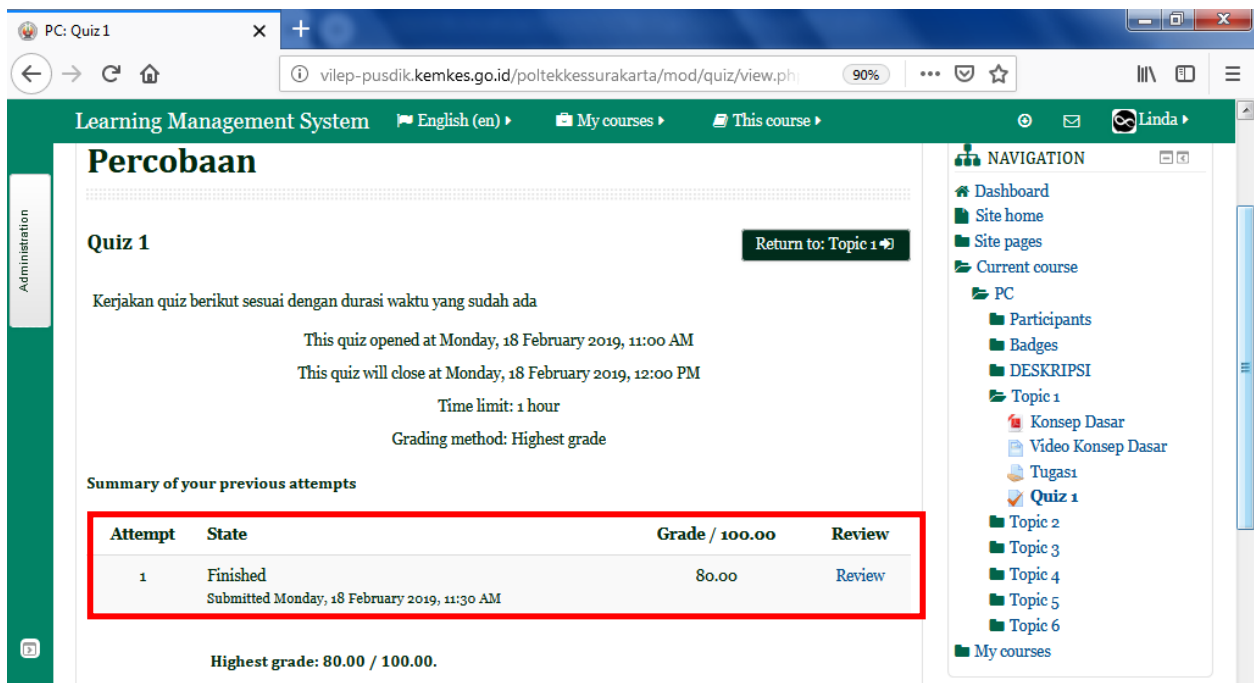 PC: Quiz 1
vilep-pusdik.kemkes.go.id/poltekkessurakarta/mod/quiz/view.ph
90%
Learning Management System
English (en)
My courses
This course
Linda
Administration
Percobaan
Quiz 1
Return to: Topic 1
Kerjakan quiz berikut sesuai dengan durasi waktu yang sudah ada
This quiz opened at Monday, 18 February 2019, 11:00 AM
This quiz will close at Monday, 18 February 2019, 12:00 PM
Time limit: 1 hour
Grading method: Highest grade
Summary of your previous attempts
Attempt State Grade / 100.00 Review
1 Finished 80.00 Review
Submitted Monday, 18 February 2019, 11:30 AM
Highest grade: 80.00 / 100.00.
NAVIGATION
Dashboard
Site home
Site pages
Current course
PC
Participants
Badges
DESKRIPSI
Topic 1
Konsep Dasar
Video Konsep Dasar
Tugas1
Quiz 1
Topic 2
Topic 3
Topic 4
Topic 5
Topic 6
My courses